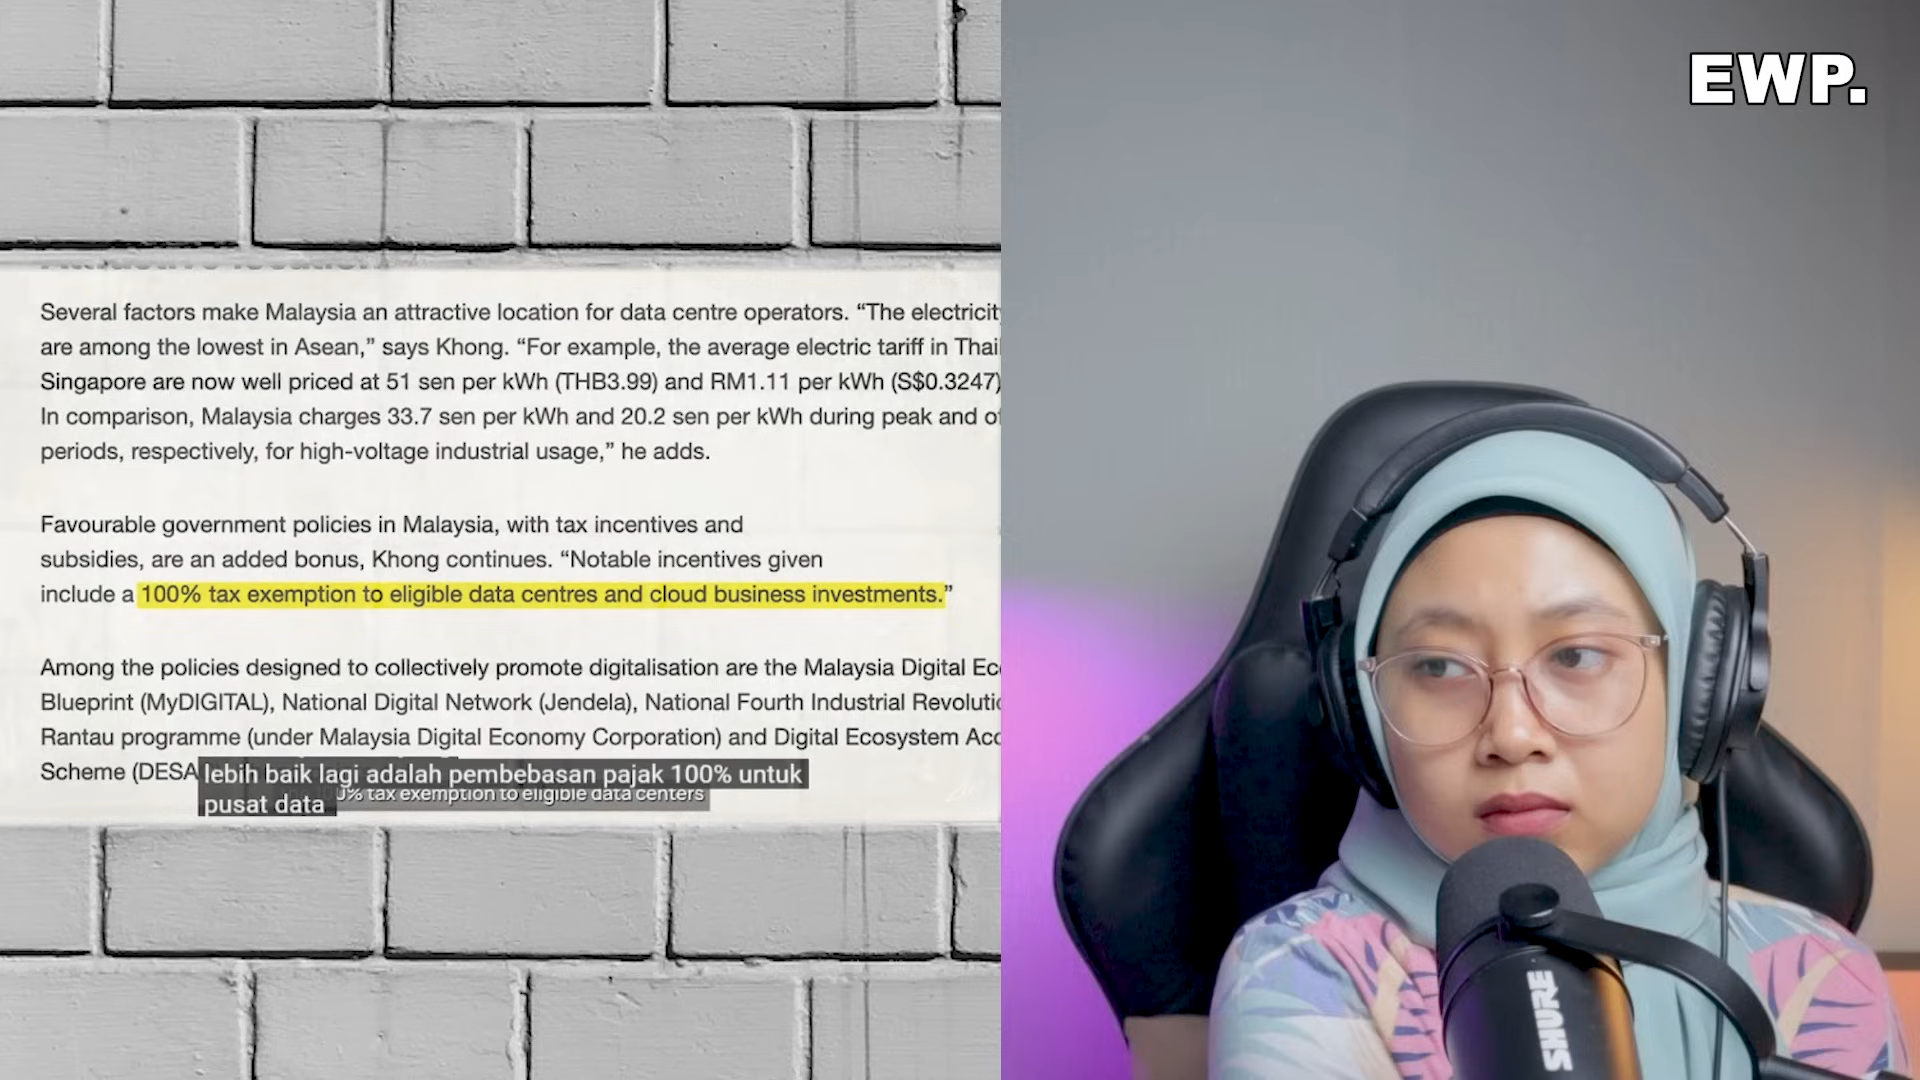 EWP.
Several factors make Malaysia an attractive location for data centre operators. “The electricity
are among the lowest in Asean,” says Khong. “For example, the average electric tariff in Thai
Singapore are now well priced at 51 sen per kWh (THB3.99) and RM1.11 per kWh (S$0.3247)
In comparison, Malaysia charges 33.7 sen per kWh and 20.2 sen per kWh during peak and of
periods, respectively, for high-voltage industrial usage,” he adds.
Favourable government policies in Malaysia, with tax incentives and
subsidies, are an added bonus, Khong continues. “Notable incentives given
include a 100% tax exemption to eligible data centres and cloud business investments.”
Among the policies designed to collectively promote digitalisation are the Malaysia Digital Ec
Blueprint (MyDIGITAL), National Digital Network (Jendela), National Fourth Industrial Revolutio
Rantau programme (under Malaysia Digital Economy Corporation) and Digital Ecosystem Acc
Scheme (DESA
lebih baik lagi adalah pembebasan pajak 100% untuk
pusat data
0% tax exemption to eligible data centers
SHURE